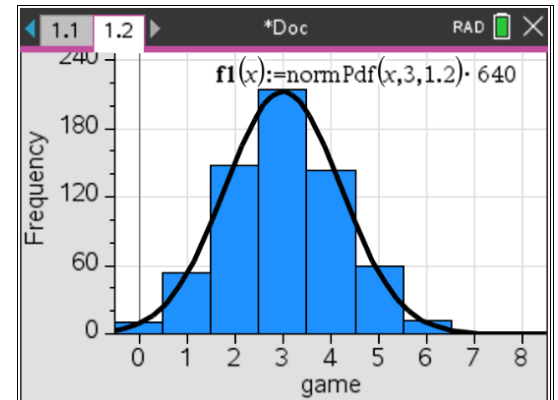 1.1 1.2 *Doc RAD
f1(x):=normPdf(x,3,1.2)· 640
240
180
120
60
0
Frequency
0 1 2 3 4 5 6 7 8
game